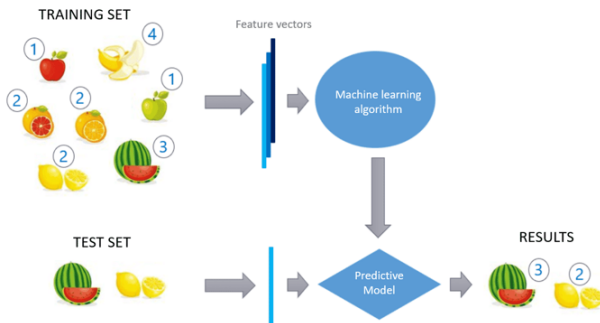 TRAINING SET
Feature vectors
4
1
1
2
2
2
3
Machine learning
algorithm
TEST SET
RESULTS
Predictive
Model
3
2